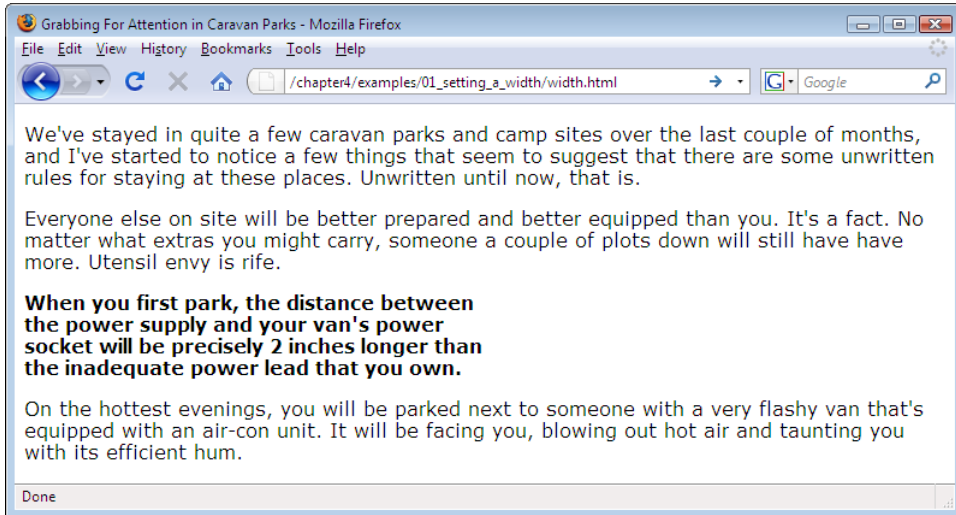 Grabbing For Attention in Caravan Parks - Mozilla Firefox
File Edit View History Bookmarks Tools Help
/chapter4/examples/01_setting_a_width/width.html G Google
We've stayed in quite a few caravan parks and camp sites over the last couple of months,
and I've started to notice a few things that seem to suggest that there are some unwritten
rules for staying at these places. Unwritten until now, that is.
Everyone else on site will be better prepared and better equipped than you. It's a fact. No
matter what extras you might carry, someone a couple of plots down will still have have
more. Utensil envy is rife.
When you first park, the distance between
the power supply and your van's power
socket will be precisely 2 inches longer than
the inadequate power lead that you own.
On the hottest evenings, you will be parked next to someone with a very flashy van that's
equipped with an air-con unit. It will be facing you, blowing out hot air and taunting you
with its efficient hum.
Done